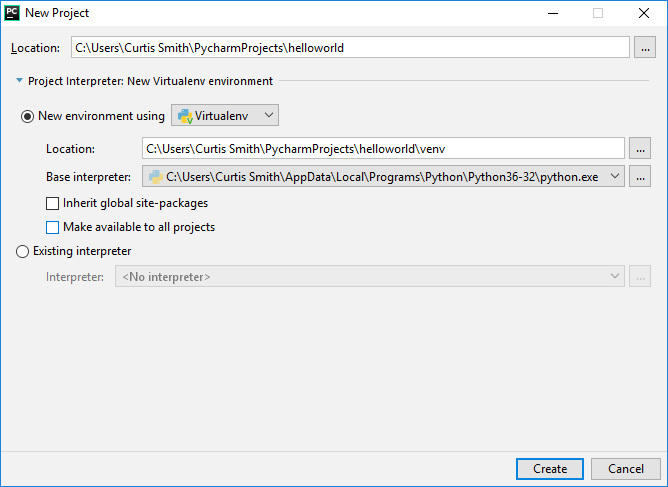 PC New Project
Location: C:\Users\Curtis Smith\PycharmProjects\helloworld ...
Project Interpreter: New Virtualenv environment
New environment using Virtualenv
Location: C:\Users\Curtis Smith\PycharmProjects\helloworld\venv ...
Base interpreter: C:\Users\Curtis Smith\AppData\Local\Programs\Python\Python36-32\python.exe ...
Inherit global site-packages
Make available to all projects
Existing interpreter
Interpreter: <No interpreter> ...
Create Cancel